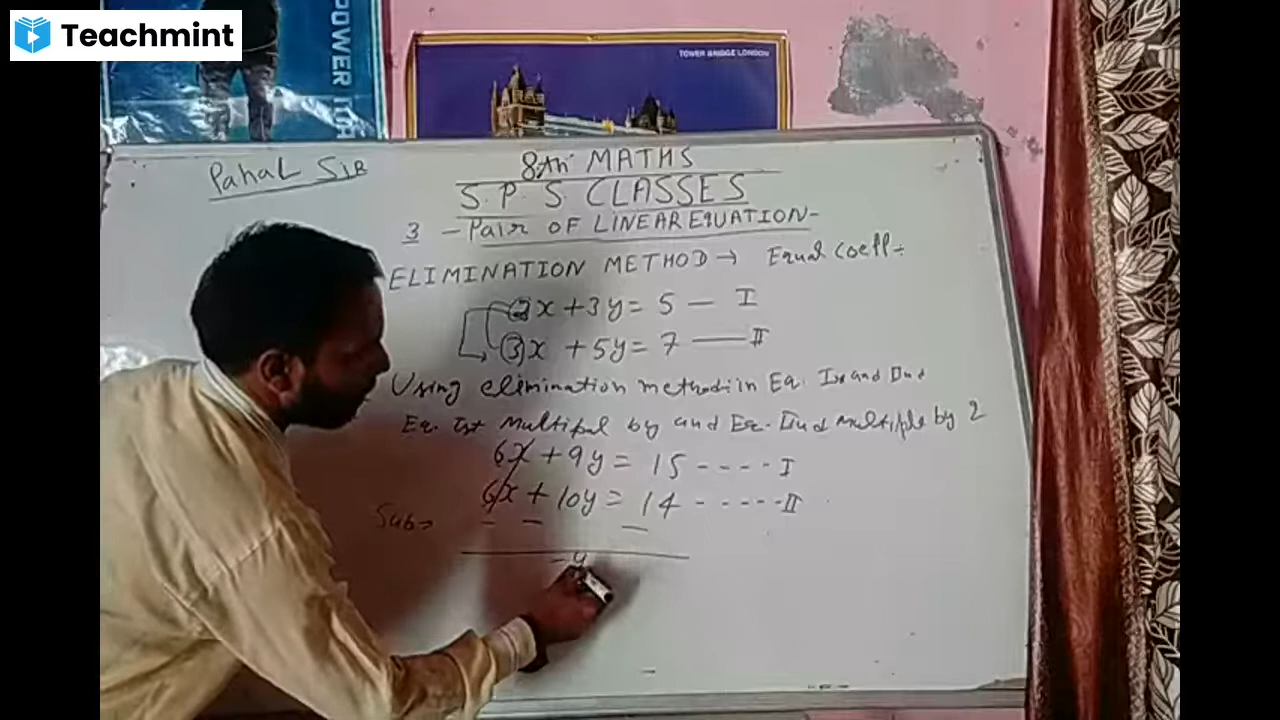 Teachmint
POWER
TOWER BRIDGE LONDON
Pahal SIR
8th MATHS
S.P.S. CLASSES
3 - Pair OF LINEAR EQUATION-
ELIMINATION METHOD → Equal coeff=
2x + 3y = 5 — I
3x + 5y = 7 — II
Using elimination method in Eq. Ist and IInd
Eq. Ist Multipal by and Eq. IInd multiple by 2
6x + 9y = 15 ---- I
6x + 10y = 14 ------ II
Sub=
- - -
-y